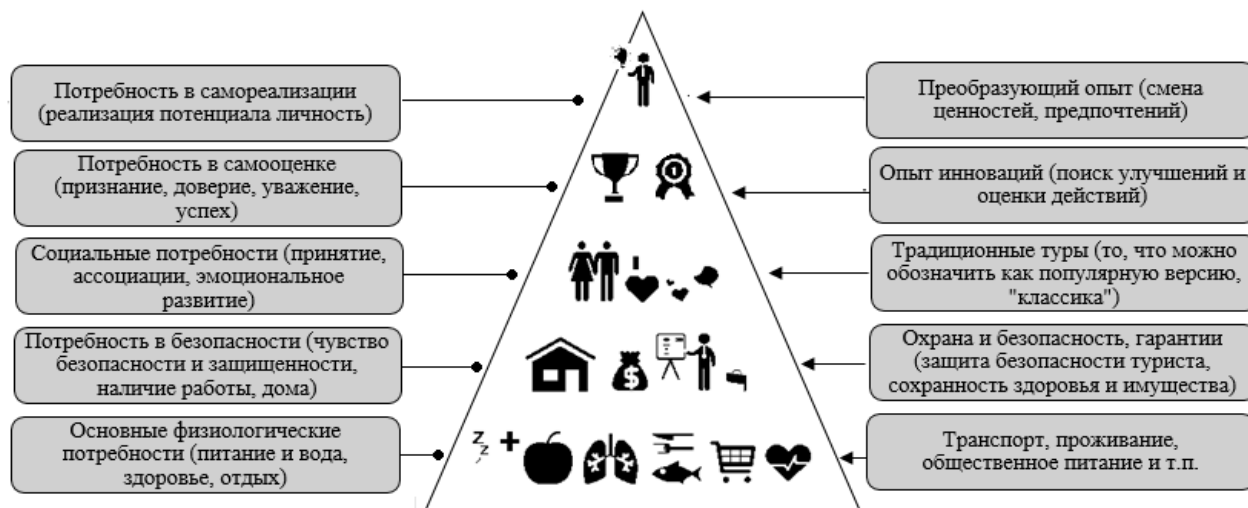 Потребность в самореализации
(реализация потенциала личность)
Преобразующий опыт (смена
ценностей, предпочтений)
Потребность в самооценке
(признание, доверие, уважение,
успех)
Опыт инноваций (поиск улучшений и
оценки действий)
Социальные потребности (принятие,
ассоциации, эмоциональное
развитие)
Традиционные туры (то, что можно
обозначить как популярную версию,
"классика")
Потребность в безопасности (чувство
безопасности и защищенности,
наличие работы, дома)
Охрана и безопасность, гарантии
(защита безопасности туриста,
сохранность здоровья и имущества)
Основные физиологические
потребности (питание и вода,
здоровье, отдых)
Транспорт, проживание,
общественное питание и т.п.